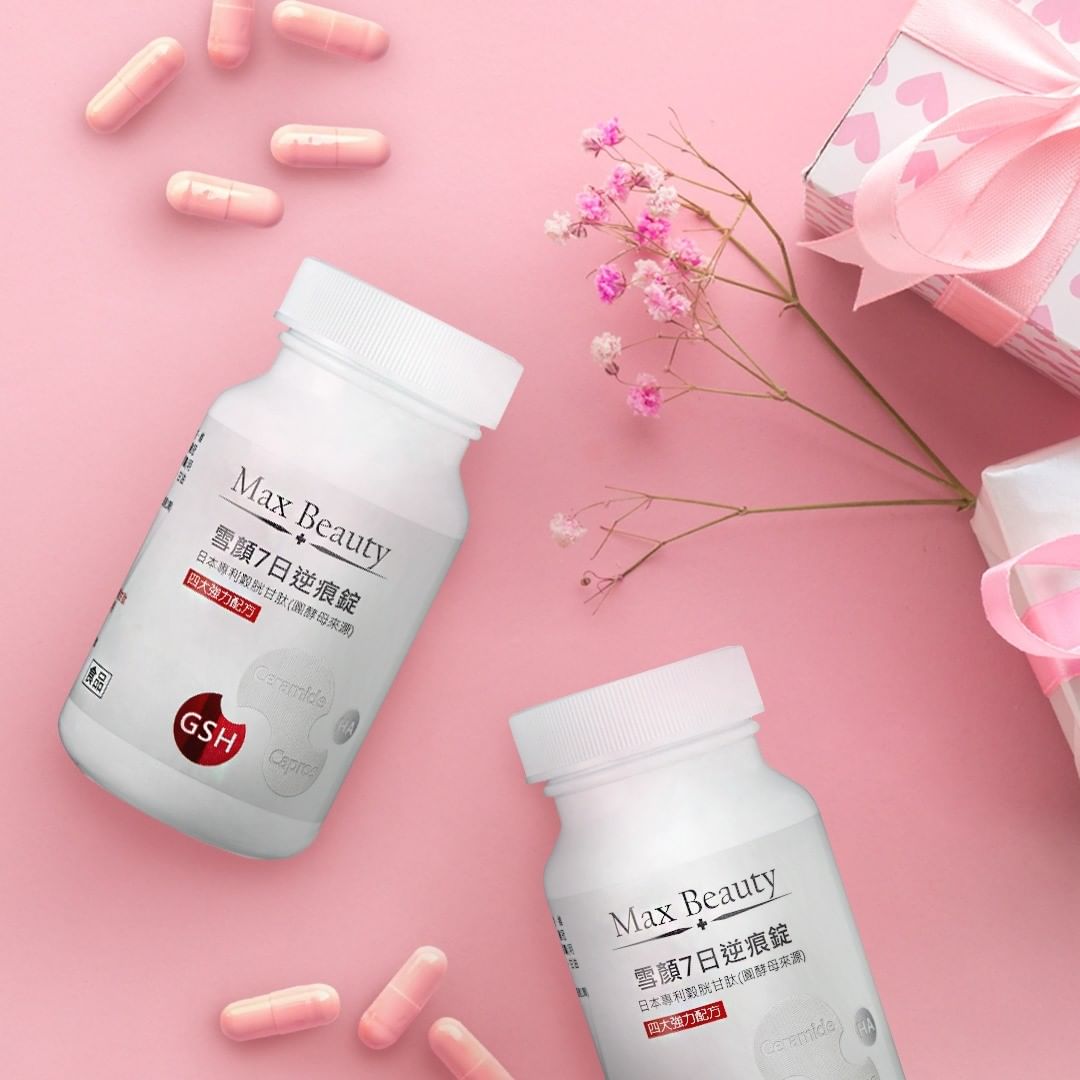 Max Beauty
雪顏7日逆痕錠
日本專利穀胱甘肽(圓酵母來源)
四大強力配方
食品
Ceramide
GSH
HA
Capros
Max Beauty
雪顏7日逆痕錠
日本專利穀胱甘肽(圓酵母來源)
四大強力配方
Ceramide
HA